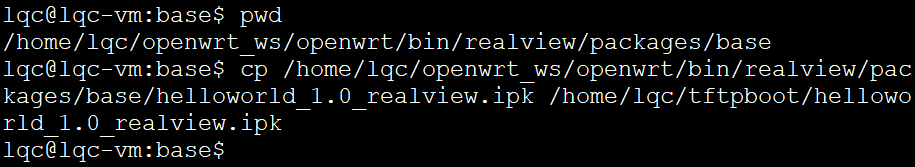 lqc@lqc-vm:base$ pwd
/home/lqc/openwrt_ws/openwrt/bin/realview/packages/base
lqc@lqc-vm:base$ cp /home/lqc/openwrt_ws/openwrt/bin/realview/pac
kages/base/helloworld_1.0_realview.ipk /home/lqc/tftpboot/hellowo
rld_1.0_realview.ipk
lqc@lqc-vm:base$